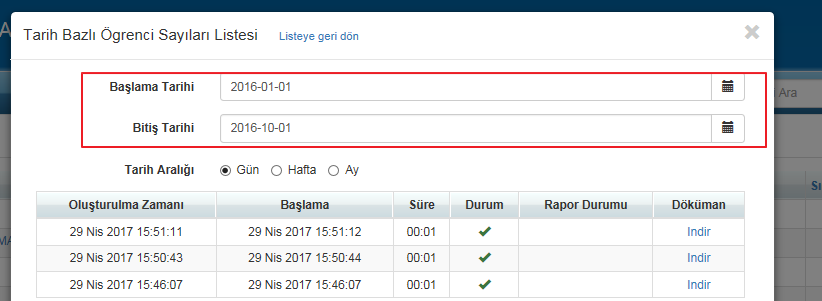 A
Tarih Bazlı Ögrenci Sayıları Listesi Listeye geri dön
×
Başlama Tarihi 2016-01-01
Ara
Bitiş Tarihi 2016-10-01
Tarih Aralığı Gün Hafta Ay
Oluşturulma Zamanı Başlama Süre Durum Rapor Durumu Döküman
29 Nis 2017 15:51:11 29 Nis 2017 15:51:12 00:01 Indir
29 Nis 2017 15:50:43 29 Nis 2017 15:50:44 00:01 Indir
29 Nis 2017 15:46:07 29 Nis 2017 15:46:07 00:01 Indir